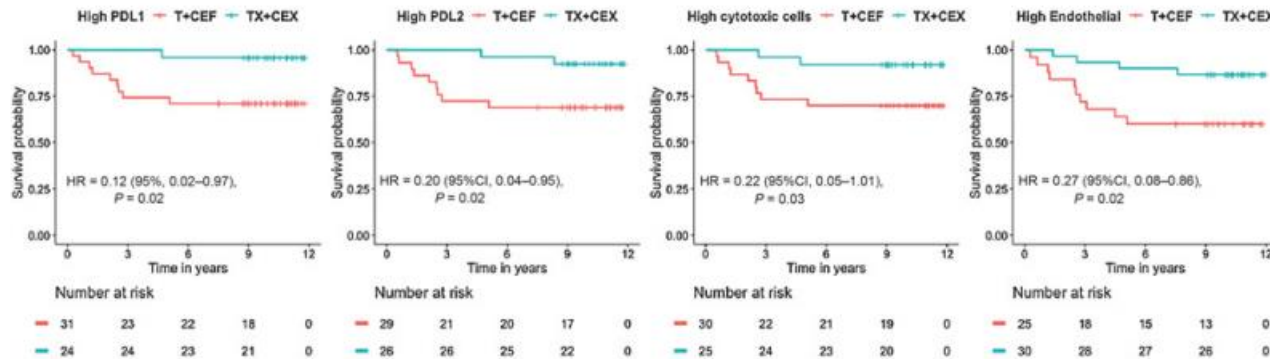 High PDL1 T+CEF TX+CEX
Survival probability
1.00
0.75
0.50
0.25
0.00
HR = 0.12 (95%, 0.02–0.97),
P = 0.02
0 3 6 9 12
Time in years
Number at risk
31 23 22 18 0
24 24 23 21 0
High PDL2 T+CEF TX+CEX
Survival probability
1.00
0.75
0.50
0.25
0.00
HR = 0.20 (95%CI, 0.04–0.95),
P = 0.02
0 3 6 9 12
Time in years
Number at risk
29 21 20 17 0
26 26 25 22 0
High cytotoxic cells T+CEF TX+CEX
Survival probability
1.00
0.75
0.50
0.25
0.00
HR = 0.22 (95%CI, 0.05–1.01),
P = 0.03
0 3 6 9 12
Time in years
Number at risk
30 22 21 19 0
25 24 23 20 0
High Endothelial T+CEF TX+CEX
Survival probability
1.00
0.75
0.50
0.25
0.00
HR = 0.27 (95%CI, 0.08–0.86),
P = 0.02
0 3 6 9 12
Time in years
Number at risk
25 18 15 13 0
30 28 27 26 0